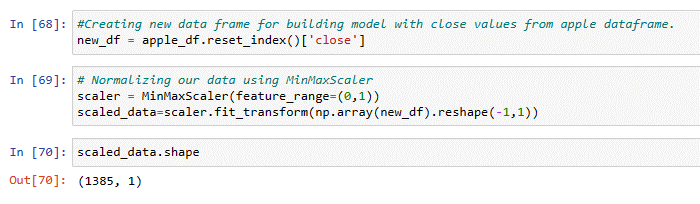 In [68]: #Creating new data frame for building model with close values from apple dataframe.
new_df = apple_df.reset_index()['close']
In [69]: # Normalizing our data using MinMaxScaler
scaler = MinMaxScaler(feature_range=(0,1))
scaled_data=scaler.fit_transform(np.array(new_df).reshape(-1,1))
In [70]: scaled_data.shape
Out[70]: (1385, 1)